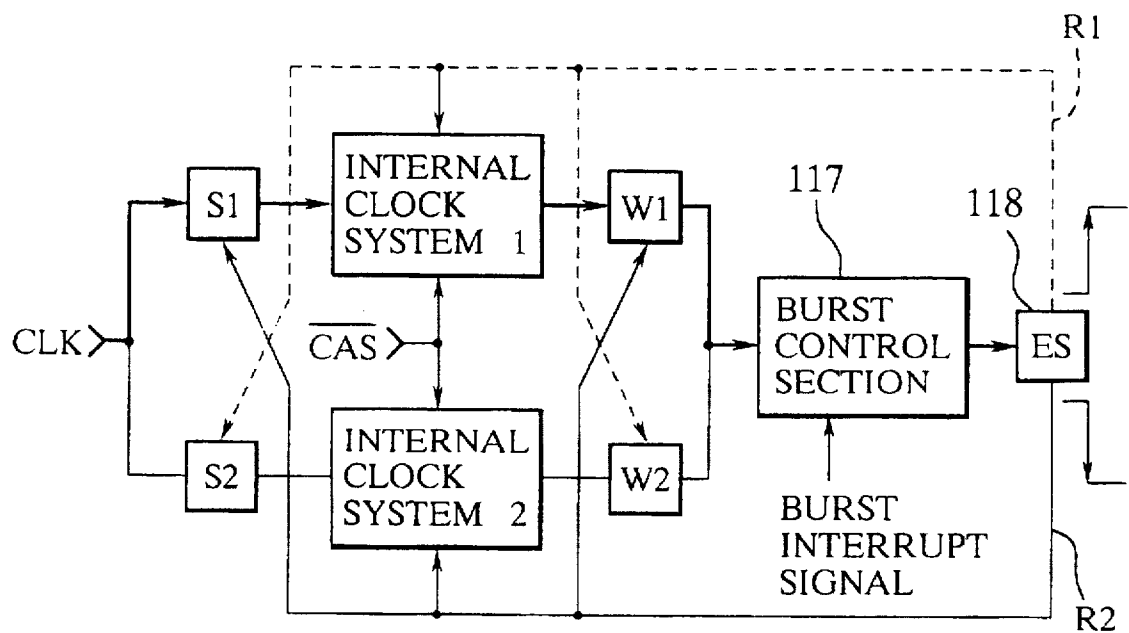 R1
INTERNAL
CLOCK
SYSTEM 1
S1
W1
117
118
CLK
CAS
BURST
CONTROL
SECTION
ES
INTERNAL
CLOCK
SYSTEM 2
S2
W2
BURST
INTERRUPT
SIGNAL
R2